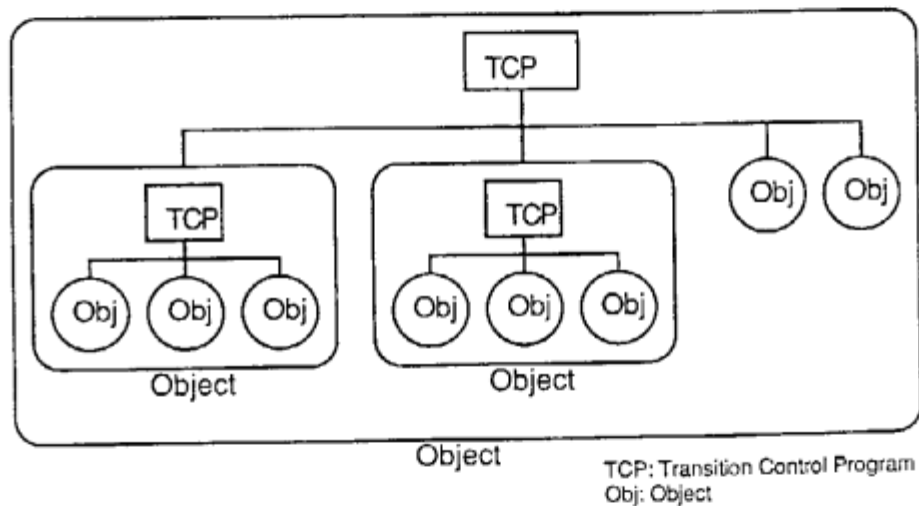 TCP
Obj Obj
TCP TCP
Obj Obj Obj Obj Obj Obj
Object Object
Object
TCP: Transition Control Program
Obj: Object